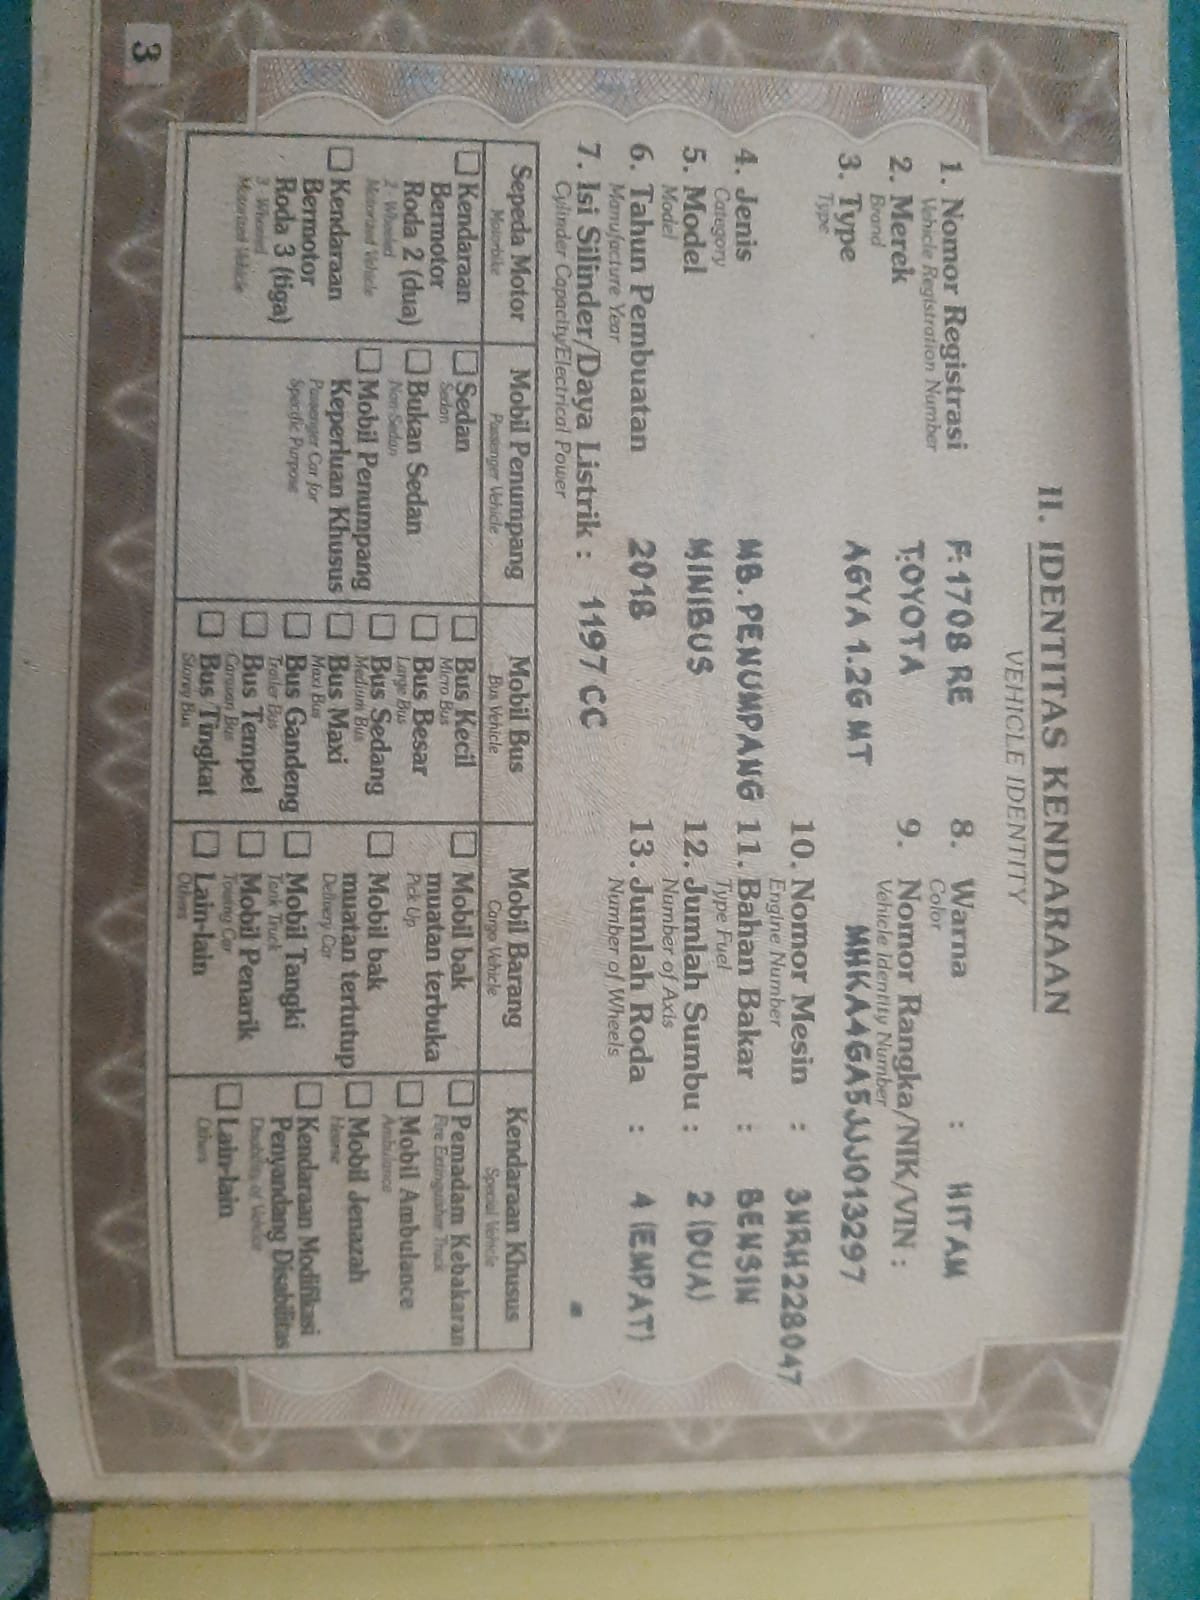 II. IDENTITAS KENDARAAN
VEHICLE IDENTITY
1. Nomor Registrasi F 1708 RE
Vehicle Registration Number
2. Merek TOYOTA
Brand
3. Type AGYA 1.2G MT
Type
4. Jenis MB. PENUMPANG
Category
5. Model MINIBUS
Model
6. Tahun Pembuatan 2018
Manufacture Year
7. Isi Silinder/Daya Listrik : 1197 CC
Cylinder Capacity/Electrical Power
8. Warna : HITAM
Color
9. Nomor Rangka/NIK/VIN :
Vehicle Identity Number
MHKA4GA5JJJ013297
10. Nomor Mesin : 3NRH228047
Engine Number
11. Bahan Bakar : BENSIN
Type Fuel
12. Jumlah Sumbu : 2 (DUA)
Number of Axis
13. Jumlah Roda : 4 (EMPAT)
Number of Wheels
Sepeda Motor
Motorbike
Kendaraan
Bermotor
Roda 2 (dua)
2 - Wheeled
Motorized Vehicle
Kendaraan
Bermotor
Roda 3 (tiga)
3 - Wheeled
Motorized Vehicle
Mobil Penumpang
Passenger Vehicle
Sedan
Sedan
Bukan Sedan
Non-Sedan
Mobil Penumpang
Keperluan Khusus
Passenger Car for
Specific Purpose
Mobil Bus
Bus Vehicle
Bus Kecil
Micro Bus
Bus Besar
Large Bus
Bus Sedang
Medium Bus
Bus Maxi
Maxi Bus
Bus Gandeng
Trailer Bus
Bus Tempel
Caravan Bus
Bus Tingkat
Storey Bus
Mobil Barang
Cargo Vehicle
Mobil bak
muatan terbuka
Pick Up
Mobil bak
muatan tertutup
Delivery Car
Mobil Tangki
Tank Truck
Mobil Penarik
Towing Car
Lain-lain
Others
Kendaraan Khusus
Special Vehicle
Pemadam Kebakaran
Fire Extinguisher Truck
Mobil Ambulance
Ambulance
Mobil Jenazah
Hearse
Kendaraan Modifikasi
Penyandang Disabilitas
Disability of Vehicle
Lain-lain
Others
3